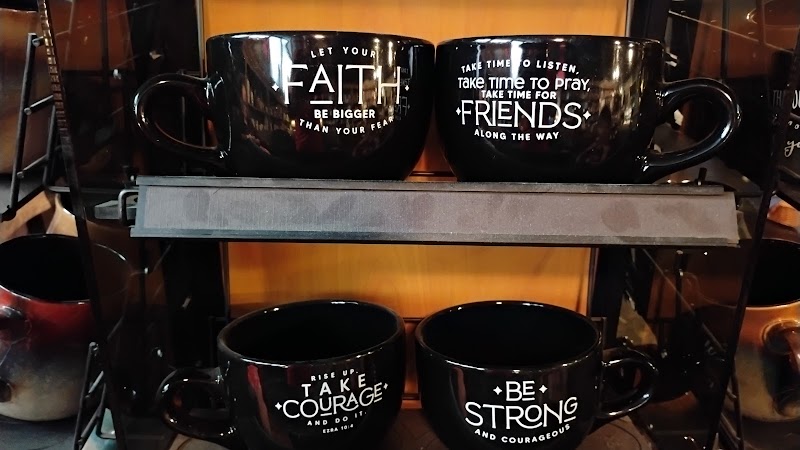 LET YOUR
FAITH
BE BIGGER
THAN YOUR FEAR
TAKE TIME TO LISTEN,
TAKE TIME TO PRAY,
TAKE TIME FOR
FRIENDS
ALONG THE WAY
RISE UP.
TAKE
COURAGE
AND DO IT.
EZRA 10:4
BE
STRONG
AND COURAGEOUS